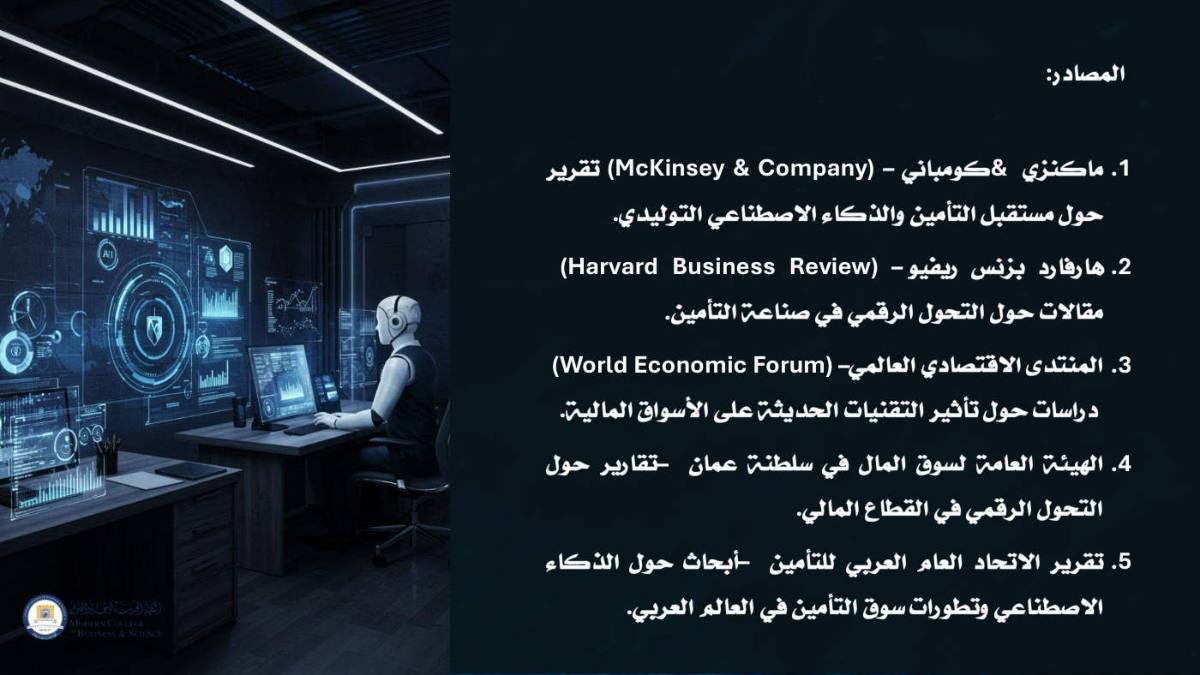 المصادر:
1. ماكنزي &كومباني – (McKinsey & Company) تقرير
حول مستقبل التأمين والذكاء الاصطناعي التوليدي.
2. هارفارد بزنس ريفيو – (Harvard Business Review)
مقالات حول التحول الرقمي في صناعة التأمين.
3. المنتدى الاقتصادي العالمي– (World Economic Forum)
دراسات حول تأثير التقنيات الحديثة على الأسواق المالية.
4. الهيئة العامة لسوق المال في سلطنة عمان –تقارير حول
التحول الرقمي في القطاع المالي.
5. تقرير الاتحاد العام العربي للتأمين –أبحاث حول الذكاء
الاصطناعي وتطورات سوق التأمين في العالم العربي.
AI
MODERN COLLEGE
of BUSINESS & SCIENCE